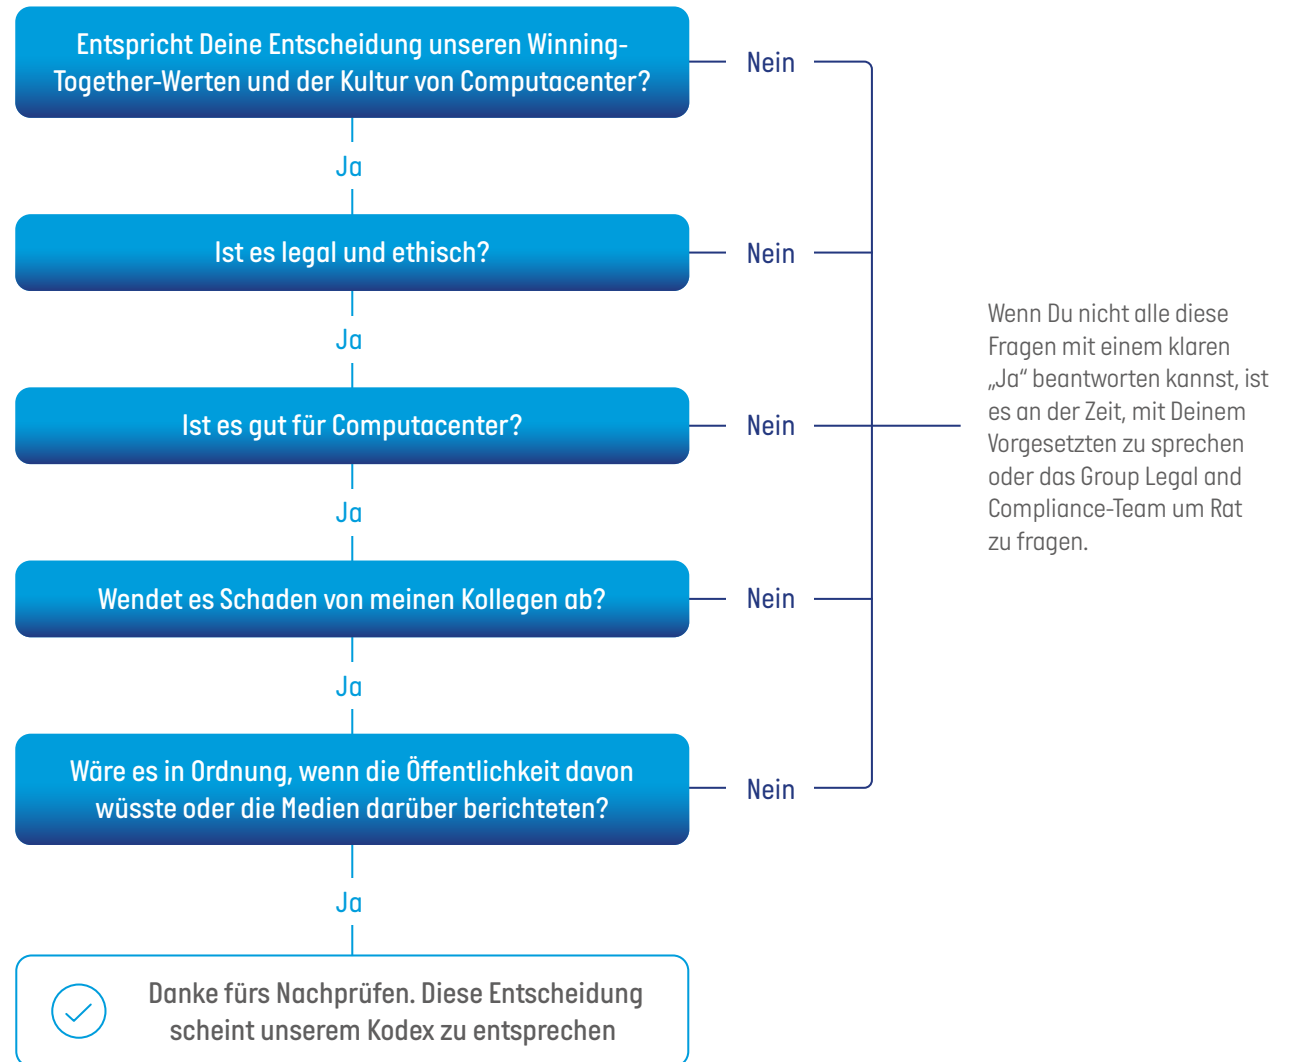 Entspricht Deine Entscheidung unseren Winning-
Together-Werten und der Kultur von Computacenter?
Nein
Ja
Ist es legal und ethisch?
Nein
Ja
Ist es gut für Computacenter?
Nein
Ja
Wendet es Schaden von meinen Kollegen ab?
Nein
Ja
Wäre es in Ordnung, wenn die Öffentlichkeit davon
wüsste oder die Medien darüber berichteten?
Nein
Ja
Danke fürs Nachprüfen. Diese Entscheidung
scheint unserem Kodex zu entsprechen
Wenn Du nicht alle diese
Fragen mit einem klaren
„Ja“ beantworten kannst, ist
es an der Zeit, mit Deinem
Vorgesetzten zu sprechen
oder das Group Legal and
Compliance-Team um Rat
zu fragen.